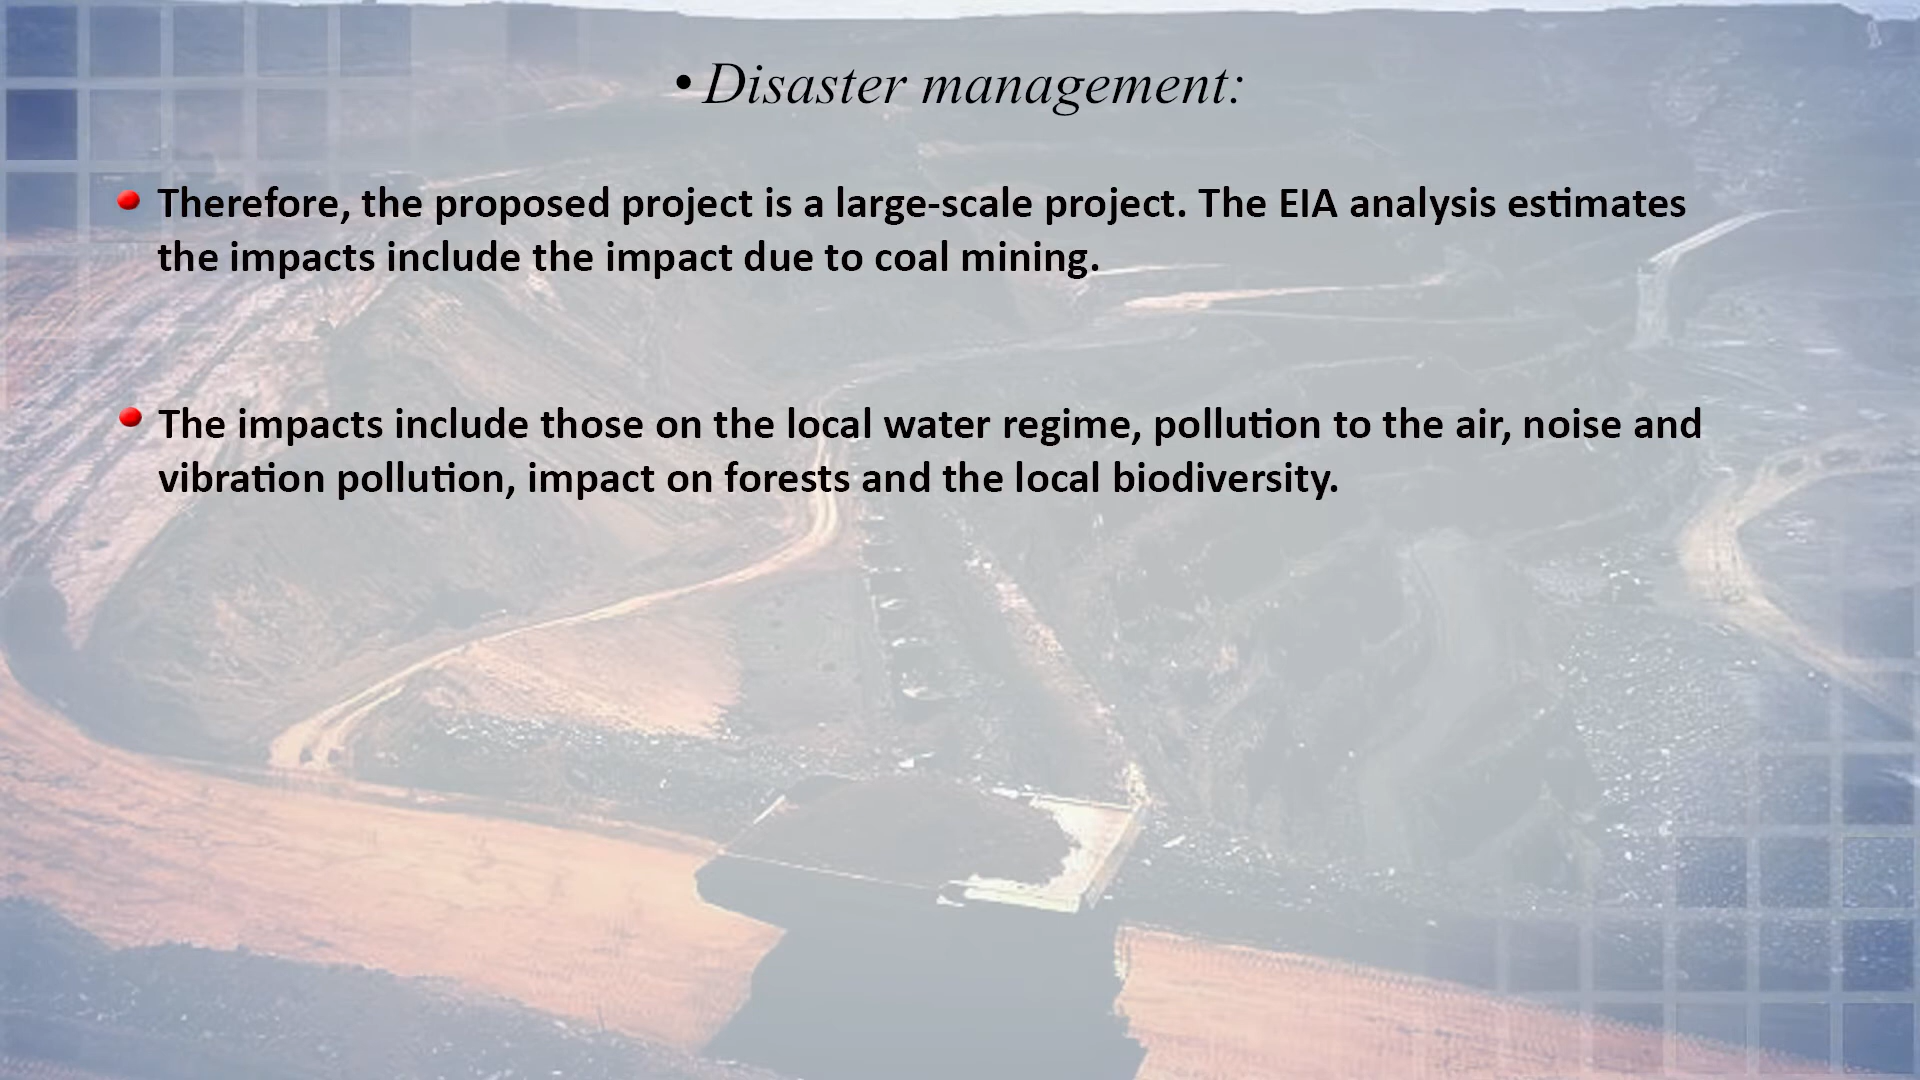 • Disaster management:
Therefore, the proposed project is a large-scale project. The EIA analysis estimates
the impacts include the impact due to coal mining.
The impacts include those on the local water regime, pollution to the air, noise and
vibration pollution, impact on forests and the local biodiversity.